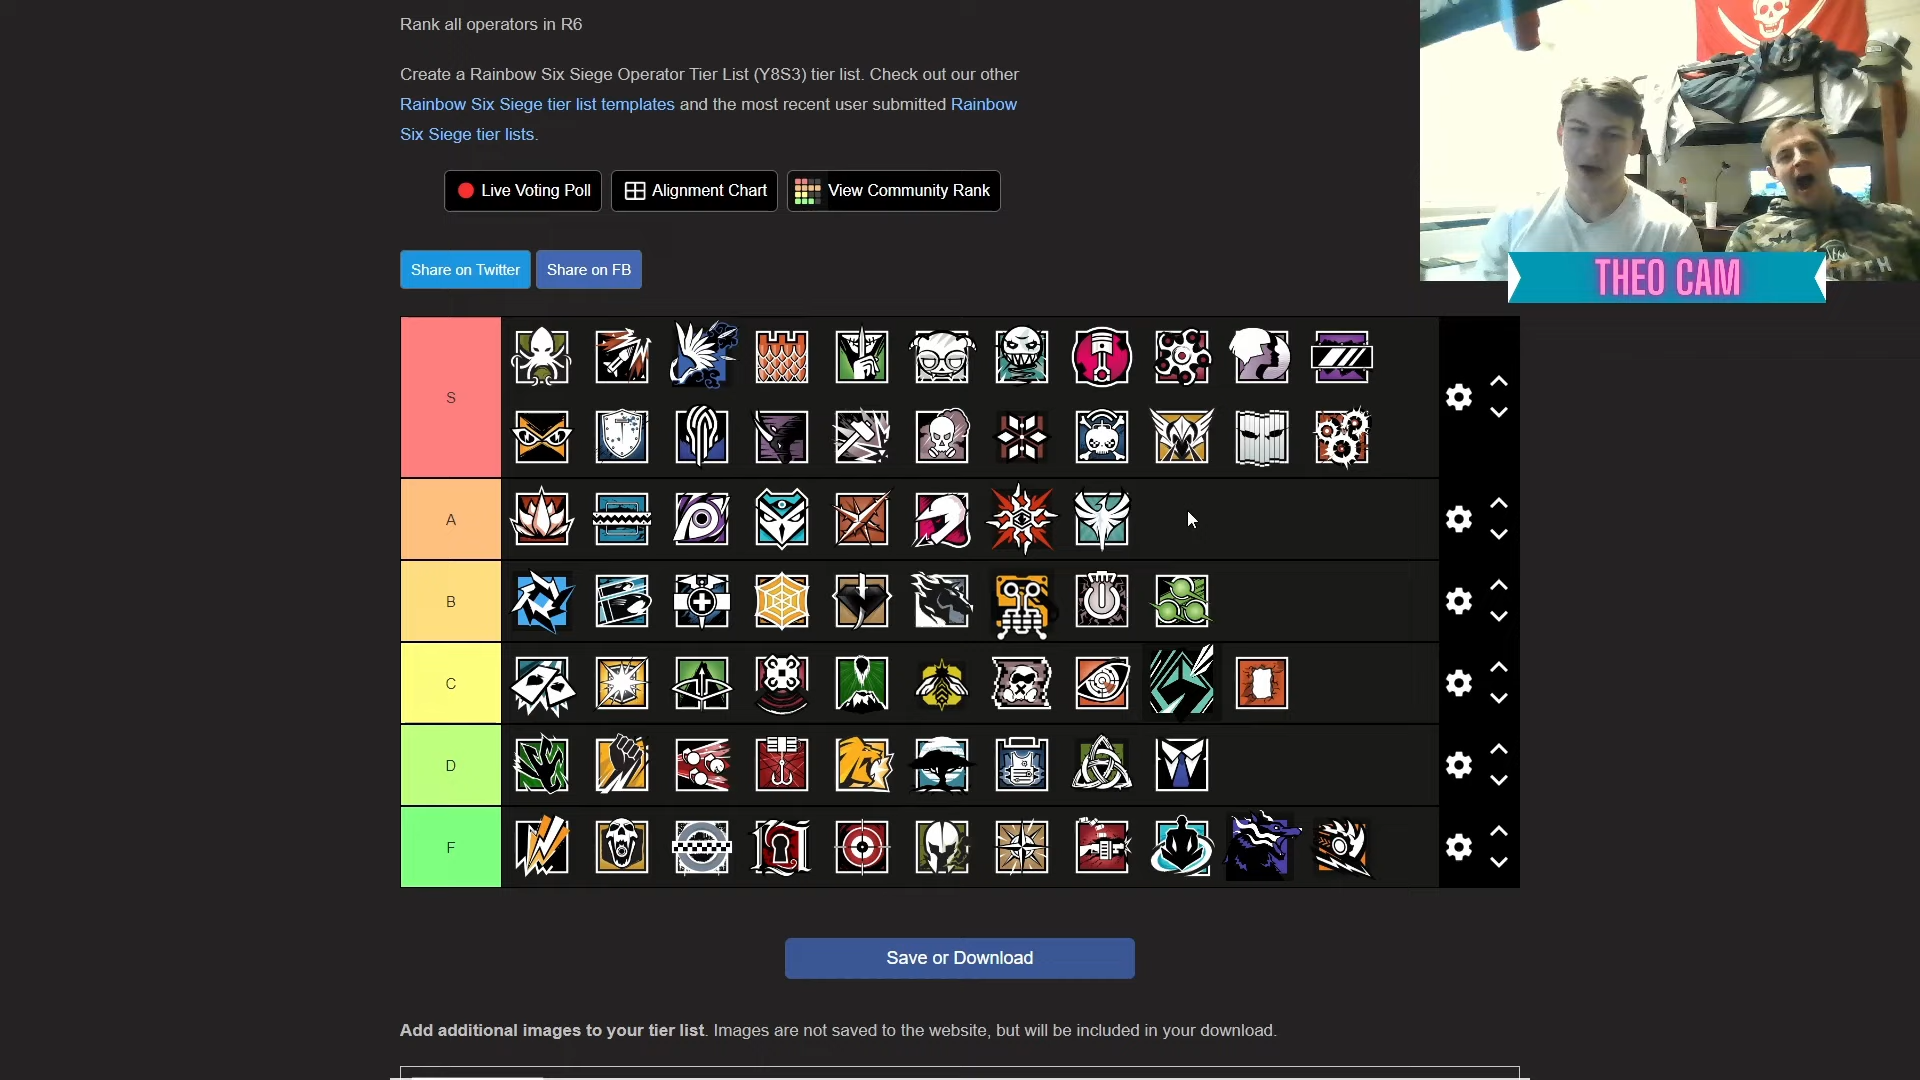 Rank all operators in R6
Create a Rainbow Six Siege Operator Tier List (Y8S3) tier list. Check out our other
Rainbow Six Siege tier list templates and the most recent user submitted Rainbow
Six Siege tier lists.
Live Voting Poll
Alignment Chart
View Community Rank
Share on Twitter
Share on FB
THEO CAM
S
A
B
C
D
F
Save or Download
Add additional images to your tier list. Images are not saved to the website, but will be included in your download.